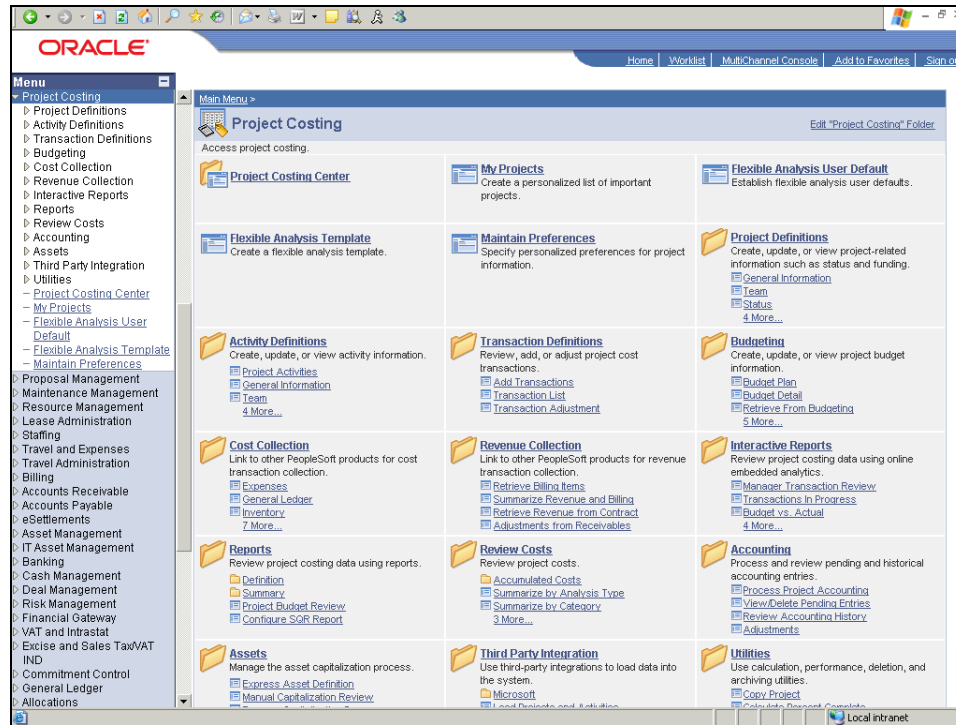 ORACLE'
Home | Worklist | MultiChannel Console | Add to Favorites | Sign ou
Menu
Project Costing
Project Definitions
Activity Definitions
Transaction Definitions
Budgeting
Cost Collection
Revenue Collection
Interactive Reports
Reports
Review Costs
Accounting
Assets
Third Party Integration
Utilities
– Project Costing Center
– My Projects
– Flexible Analysis User
Default
– Flexible Analysis Template
– Maintain Preferences
Proposal Management
Maintenance Management
Resource Management
Lease Administration
Staffing
Travel and Expenses
Travel Administration
Billing
Accounts Receivable
Accounts Payable
eSettlements
Asset Management
IT Asset Management
Banking
Cash Management
Deal Management
Risk Management
Financial Gateway
VAT and Intrastat
Excise and Sales Tax/VAT
IND
Commitment Control
General Ledger
Allocations
Main Menu >
Project Costing
Edit "Project Costing" Folder
Access project costing.
Project Costing Center
My Projects
Create a personalized list of important
projects.
Flexible Analysis User Default
Establish flexible analysis user defaults.
Flexible Analysis Template
Create a flexible analysis template.
Maintain Preferences
Specify personalized preferences for project
information.
Project Definitions
Create, update, or view project-related
information such as status and funding.
General Information
Team
Status
4 More...
Activity Definitions
Create, update, or view activity information.
Project Activities
General Information
Team
4 More...
Transaction Definitions
Review, add, or adjust project cost
transactions.
Add Transactions
Transaction List
Transaction Adjustment
Budgeting
Create, update, or view project budget
information.
Budget Plan
Budget Detail
Retrieve From Budgeting
5 More...
Cost Collection
Link to other PeopleSoft products for cost
transaction collection.
Expenses
General Ledger
Inventory
7 More...
Revenue Collection
Link to other PeopleSoft products for revenue
transaction collection.
Retrieve Billing Items
Summarize Revenue and Billing
Retrieve Revenue from Contract
Adjustments from Receivables
Interactive Reports
Review project costing data using online
embedded analytics.
Manager Transaction Review
Transactions In Progress
Budget vs. Actual
4 More...
Reports
Review project costing data using reports.
Definition
Summary
Project Budget Review
Configure SQR Report
Review Costs
Review project costs.
Accumulated Costs
Summarize by Analysis Type
Summarize by Category
3 More...
Accounting
Process and review pending and historical
accounting entries.
Process Project Accounting
View/Delete Pending Entries
Review Accounting History
Adjustments
Assets
Manage the asset capitalization process.
Express Asset Definition
Manual Capitalization Review
Third Party Integration
Use third-party integrations to load data into
the system.
Microsoft
Load Projects and Activities
Utilities
Use calculation, performance, deletion, and
archiving utilities.
Copy Project
Calculate Percent Complete
Local intranet